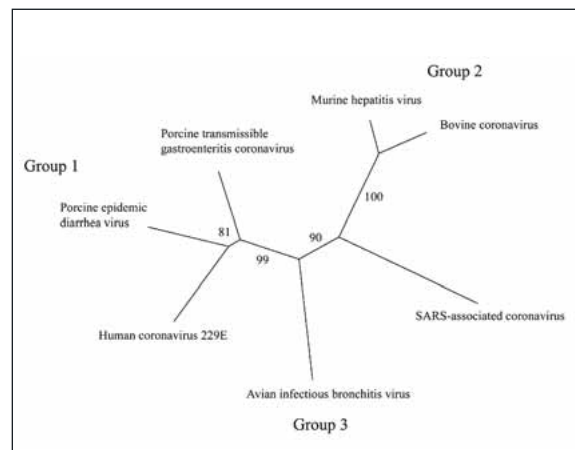 Group 2
Murine hepatitis virus
Bovine coronavirus
Porcine transmissible
gastroenteritis coronavirus
Group 1
100
Porcine epidemic
diarrhea virus
81
90
99
SARS-associated coronavirus
Human coronavirus 229E
Avian infectious bronchitis virus
Group 3